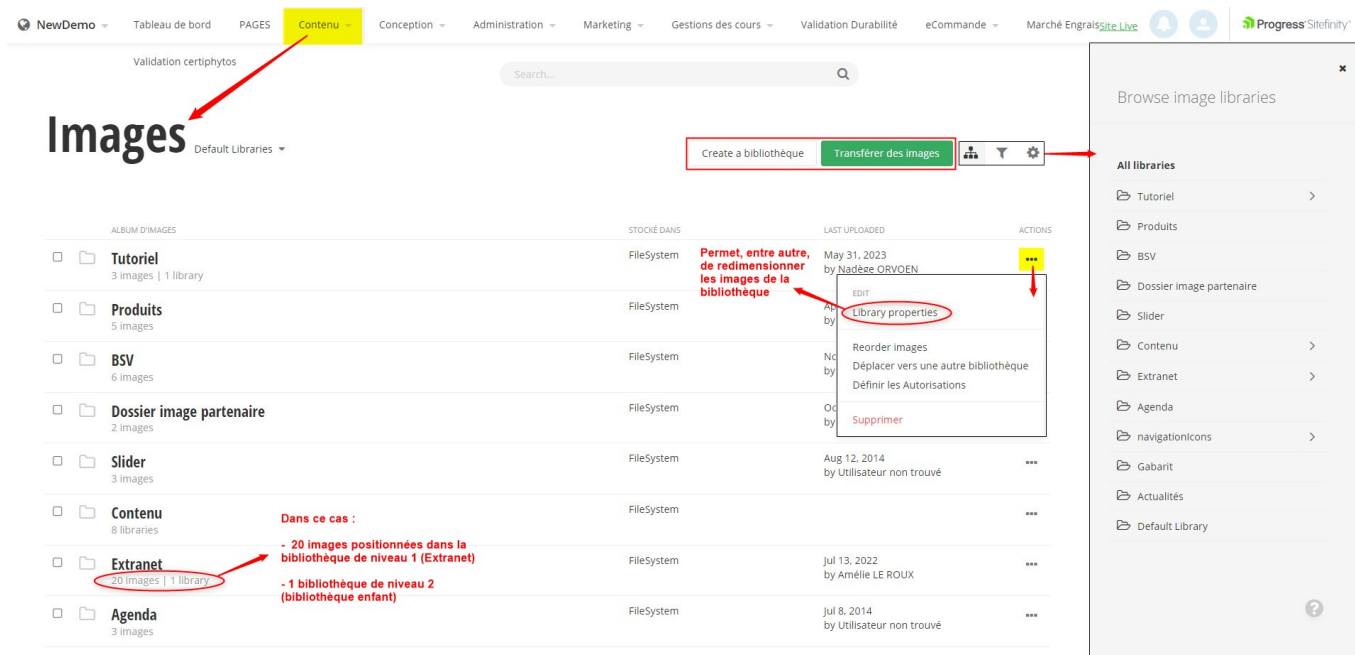 NewDemo Tableau de bord PAGES Contenu Conception Administration Marketing Gestions des cours Validation Durabilité eCommande Marché Engrais Site Live Progress Sitefinity
Validation certiphytos
Search...
Browse image libraries
Images Default Libraries
Create a bibliothèque Transférer des images
All libraries
Tutoriel
Produits
BSV
Dossier image partenaire
Slider
Contenu
Extranet
Agenda
navigationIcons
Gabarit
Actualités
Default Library
ALBUM D'IMAGES STOCKÉ DANS LAST UPLOADED ACTIONS
Tutoriel FileSystem May 31, 2023
3 images | 1 library by Nadège ORVOEN
Permet, entre autre,
de redimensionner
les images de la
bibliothèque
EDIT
Library properties
Reorder images
Déplacer vers une autre bibliothèque
Définir les Autorisations
Supprimer
Produits FileSystem
5 images by
BSV FileSystem
6 images by
Dossier image partenaire FileSystem
2 images by
Slider FileSystem Aug 12, 2014
3 images by Utilisateur non trouvé
Contenu FileSystem
8 libraries
Dans ce cas :
- 20 images positionnées dans la
bibliothèque de niveau 1 (Extranet)
- 1 bibliothèque de niveau 2
(bibliothèque enfant)
Extranet FileSystem Jul 13, 2022
20 images | 1 library by Amélie LE ROUX
Agenda FileSystem Jul 8, 2014
3 images by Utilisateur non trouvé
?